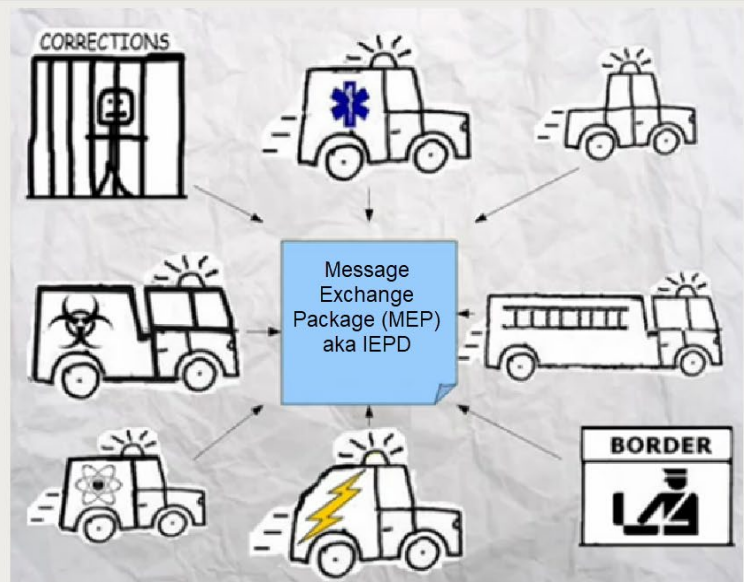 CORRECTIONS
Message
Exchange
Package (MEP)
aka IEPD
BORDER